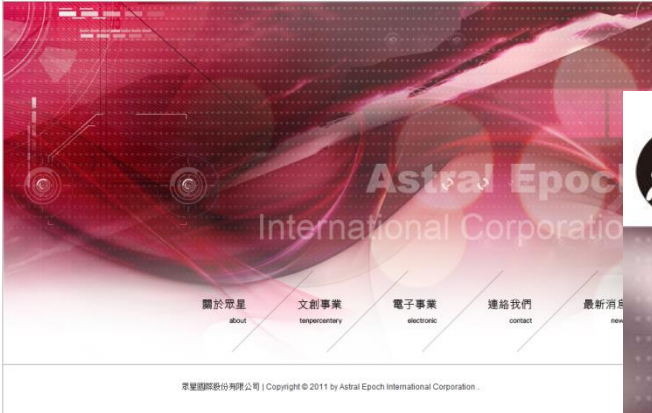 Astral Epoch
International Corporatio
關於眾星 文創事業 電子事業 連絡我們 最新消息
about tenpercentery electronic contact new
眾星國際股份有限公司 | Copyright © 2011 by Astral Epoch International Corporation .